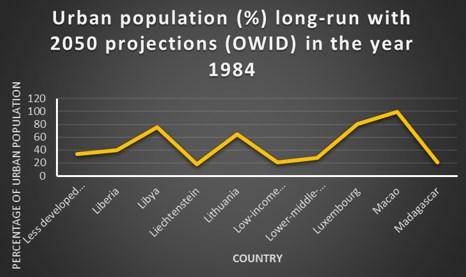 Urban population (%) long-run with
2050 projections (OWID) in the year
1984
PERCENTAGE OF URBAN POPULATION
120
100
80
60
40
20
0
Less developed...
Liberia
Libya
Liechtenstein
Lithuania
Low-income...
Lower-middle-...
Luxembourg
Macao
Madagascar
COUNTRY